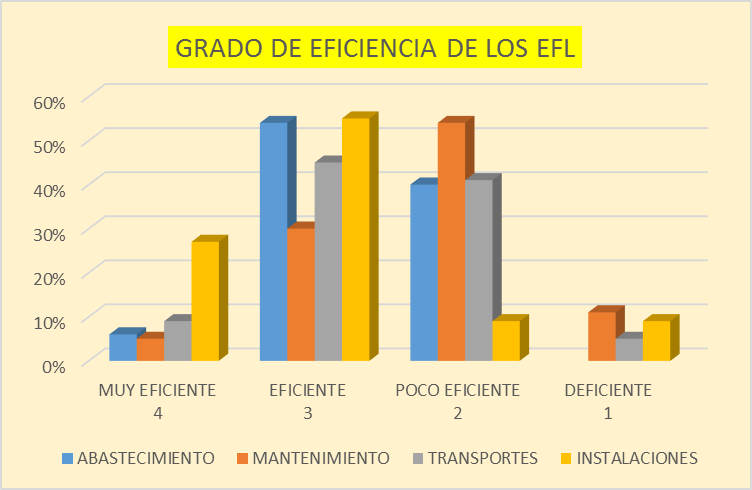 GRADO DE EFICIENCIA DE LOS EFL
60%
50%
40%
30%
20%
10%
0%
MUY EFICIENTE
4
EFICIENTE
3
POCO EFICIENTE
2
DEFICIENTE
1
ABASTECIMIENTO MANTENIMIENTO TRANSPORTES INSTALACIONES